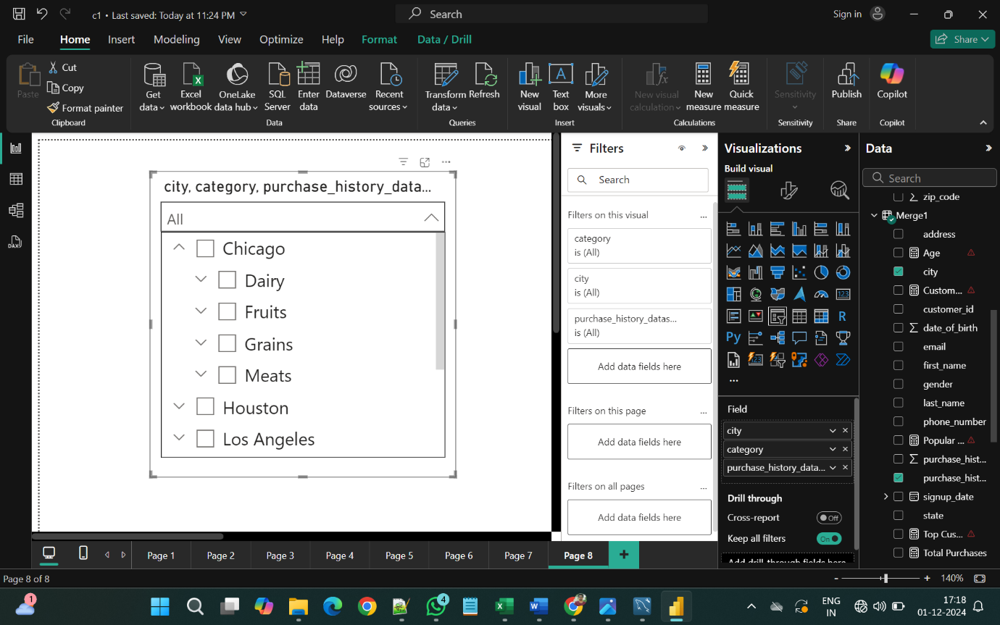 c1 • Last saved: Today at 11:24 PM
Search
Sign in
File
Home
Insert
Modeling
View
Optimize
Help
Format
Data / Drill
Share
Paste
Cut
Copy
Format painter
Clipboard
Get data
Excel workbook
OneLake data hub
SQL Server
Enter data
Dataverse
Recent sources
Data
Transform data
Refresh
Queries
New visual
Text box
More visuals
Insert
New visual calculation
New measure
Quick measure
Calculations
Sensitivity
Sensitivity
Publish
Share
Copilot
Copilot
DAX
city, category, purchase_history_data...
All
Chicago
Dairy
Fruits
Grains
Meats
Houston
Los Angeles
Filters
Search
Filters on this visual
...
category
is (All)
city
is (All)
purchase_history_datas...
is (All)
Add data fields here
Filters on this page
...
Add data fields here
Filters on all pages
...
Add data fields here
Visualizations
Build visual
123
R
Py
123
...
Field
city
category
purchase_history_data...
Drill through
Cross-report
Off
Keep all filters
On
Add drill-through fields here
Data
Search
zip_code
Merge1
address
Age
city
Custom...
customer_id
date_of_birth
email
first_name
gender
last_name
phone_number
Popular ...
purchase_hist...
purchase_hist...
signup_date
state
Top Cus...
Total Purchases
Page 1
Page 2
Page 3
Page 4
Page 5
Page 6
Page 7
Page 8
+
Page 8 of 8
- + 140%
1
4
ENG
IN
17:18
01-12-2024